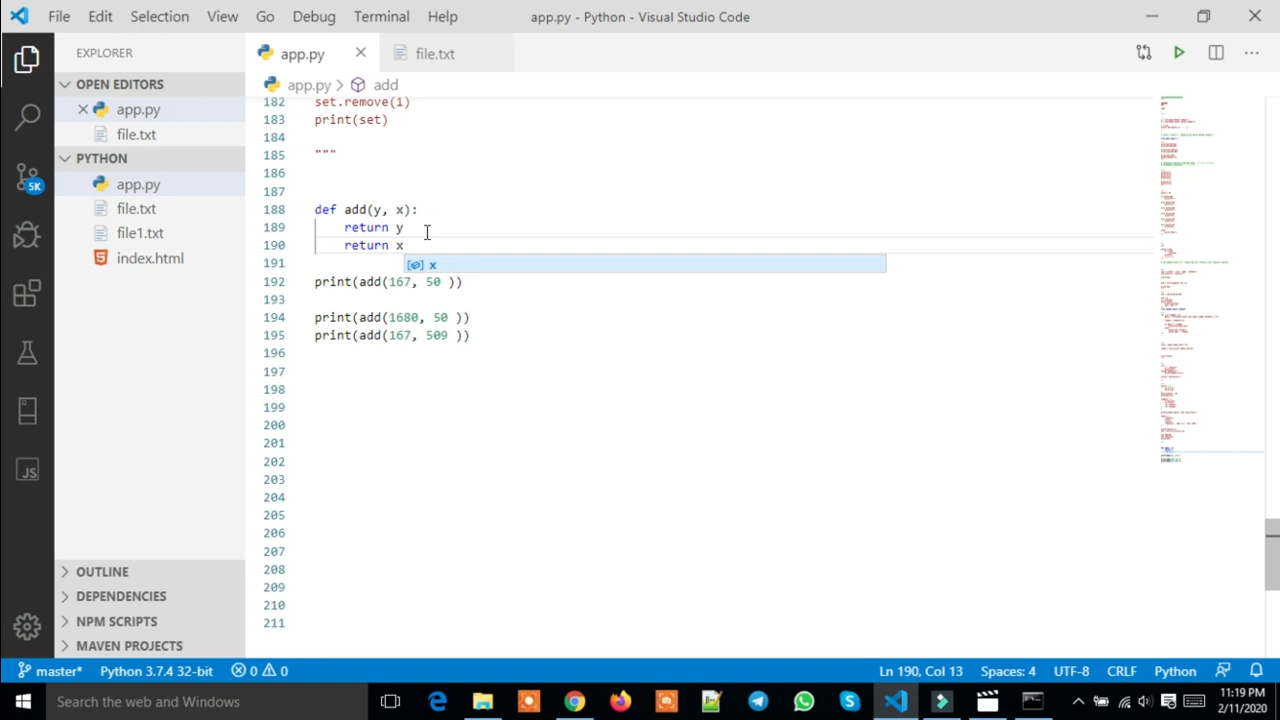 File Edit Selection View Go Debug Terminal Help app.py - Python - Visual Studio Code
EXPLORER
OPEN EDITORS
app.py
file.txt
PYTHON
app.py
file.txt
file1.txt
index.html
OUTLINE
DEPENDENCIES
NPM SCRIPTS
MAVEN PROJECTS
5K
JS
app.py file.txt
app.py > add
182 set.remove(1)
183 print(set)
184
185 """
186
187
188 def add(y, x):
189 return y
190 return x
x
191
192 print(add(167, 50 ))
193
194 print(add(1680, 50
195 print(add(167, 509
196
197
198
199
200
201
202
203
204
205
206
207
208
209
210
211
master* Python 3.7.4 32-bit 0 0 Ln 190, Col 13 Spaces: 4 UTF-8 CRLF Python
Search the web and Windows
11:19 PM
2/11/2020